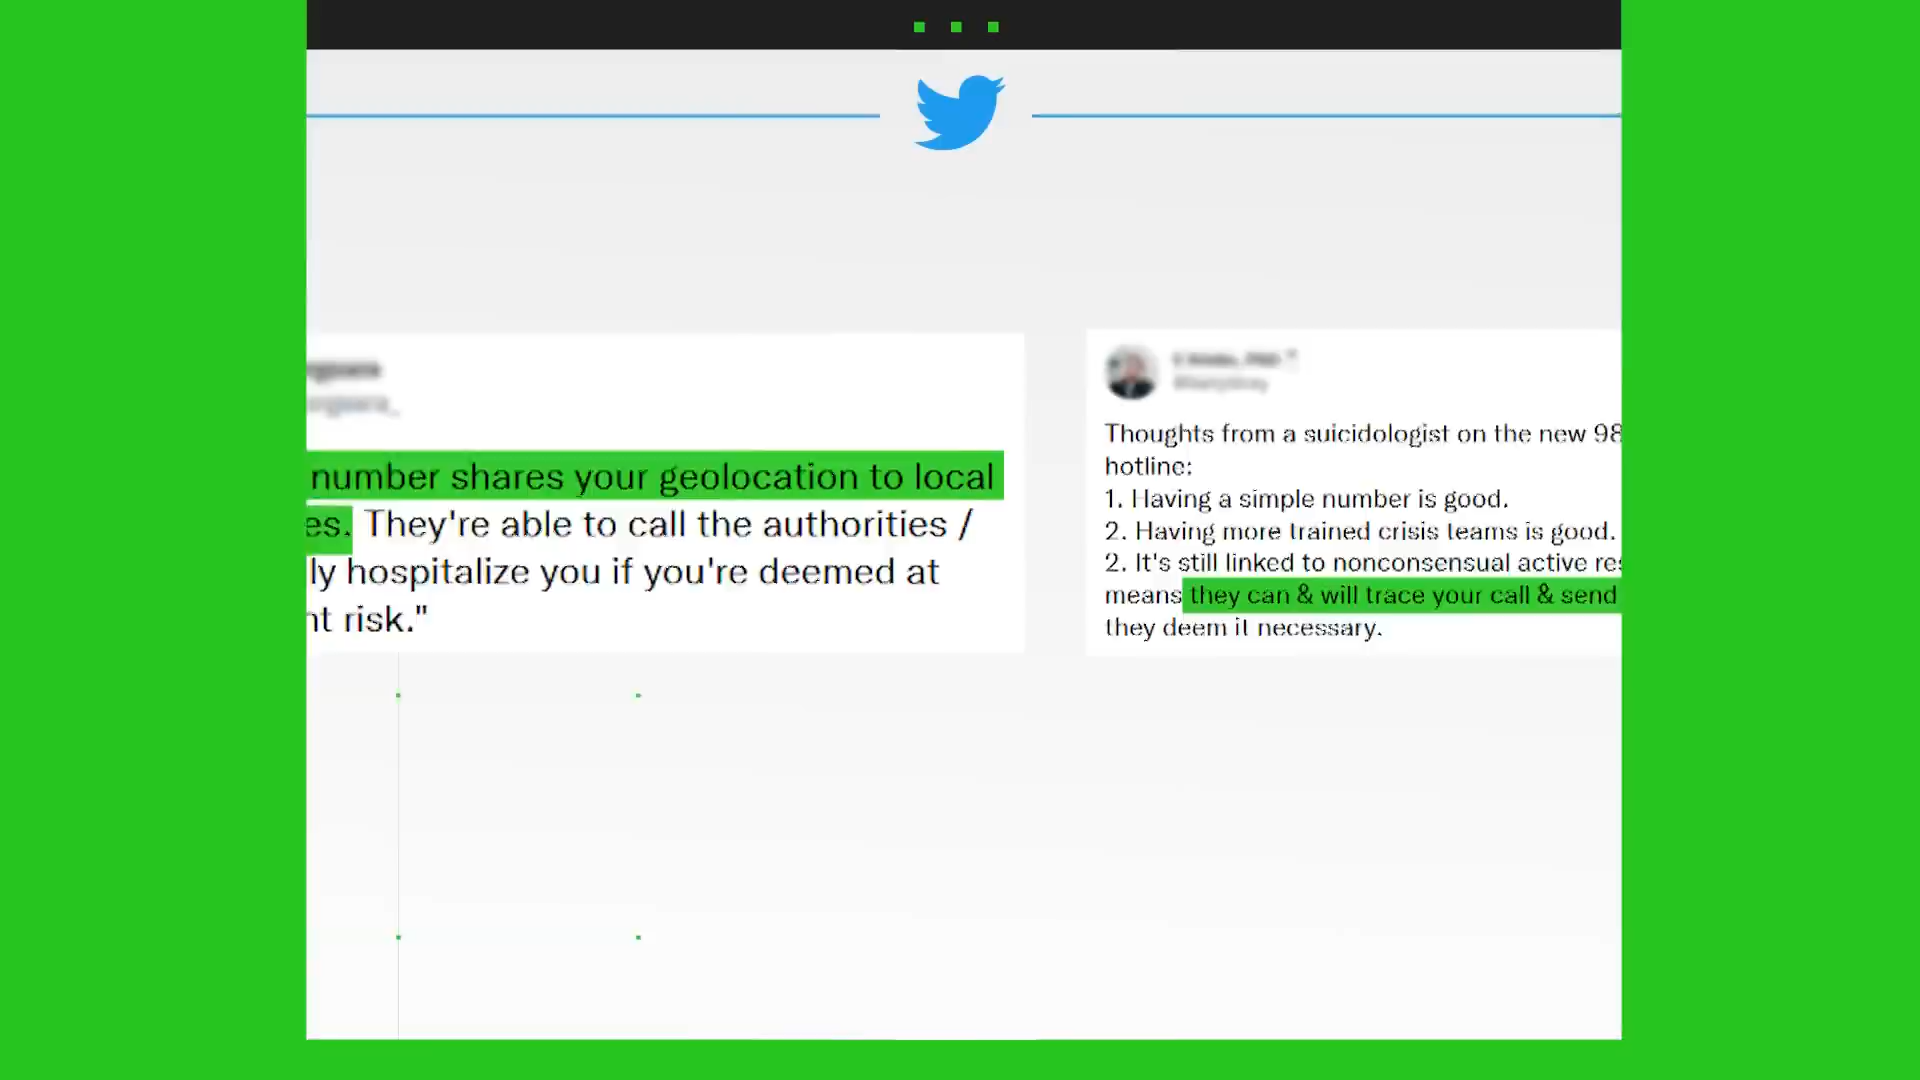 number shares your geolocation to local
es. They're able to call the authorities /
ly hospitalize you if you're deemed at
nt risk."
Thoughts from a suicidologist on the new 98
hotline:
1. Having a simple number is good.
2. Having more trained crisis teams is good.
2. It's still linked to nonconsensual active res
means they can & will trace your call & send
they deem it necessary.